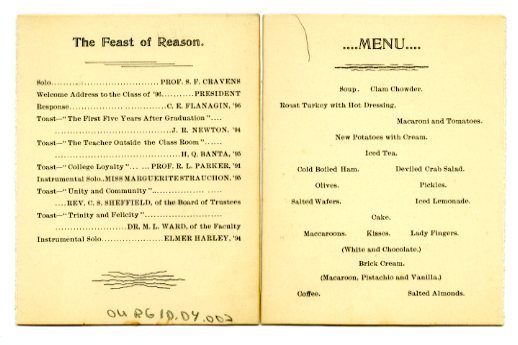 The Feast of Reason.
Solo..............................PROF. S. F. CRAVENS
Welcome Address to the Class of '96..........PRESIDENT
Response.........................C. E. FLANAGIN, '96
Toast—"The First Five Years After Graduation"....
..............................J. R. NEWTON, '94
Toast—"The Teacher Outside the Class Room"......
................................H, Q. BANTA, '95
Toast—"College Loyalty"... ... PROF. R. L. PARKER, '91
Instrumental Solo..MISS MARGUERITE STRAUCHON, '95
Toast—"Unity and Community"..................
....REV. C. S. SHEFFIELD, of the Board of Trustees
Toast—"Trinity and Felicity"....................
....................DR. M. L. WARD, of the Faculty
Instrumental Solo................ELMER HARLEY, '94
OU RG 10.04.002
....MENU....
Soup. Clam Chowder.
Roast Turkey with Hot Dressing.
Macaroni and Tomatoes.
New Potatoes with Cream.
Iced Tea.
Cold Boiled Ham. Deviled Crab Salad.
Olives. Pickles.
Salted Wafers. Iced Lemonade.
Cake.
Maccaroons. Kisses. Lady Fingers.
(White and Chocolate.)
Brick Cream.
(Macaroon, Pistachio and Vanilla.)
Coffee. Salted Almonds.